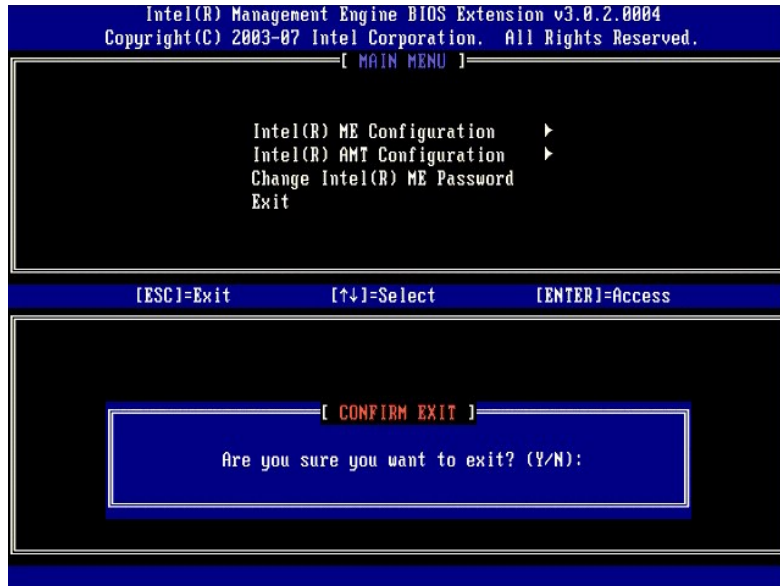 Intel(R) Management Engine BIOS Extension v3.0.2.0004
Copyright(C) 2003-07 Intel Corporation. All Rights Reserved.
[ MAIN MENU ]
Intel(R) ME Configuration ►
Intel(R) AMT Configuration ►
Change Intel(R) ME Password
Exit
[ESC]=Exit [↑↓]=Select [ENTER]=Access
[ CONFIRM EXIT ]
Are you sure you want to exit? (Y/N):